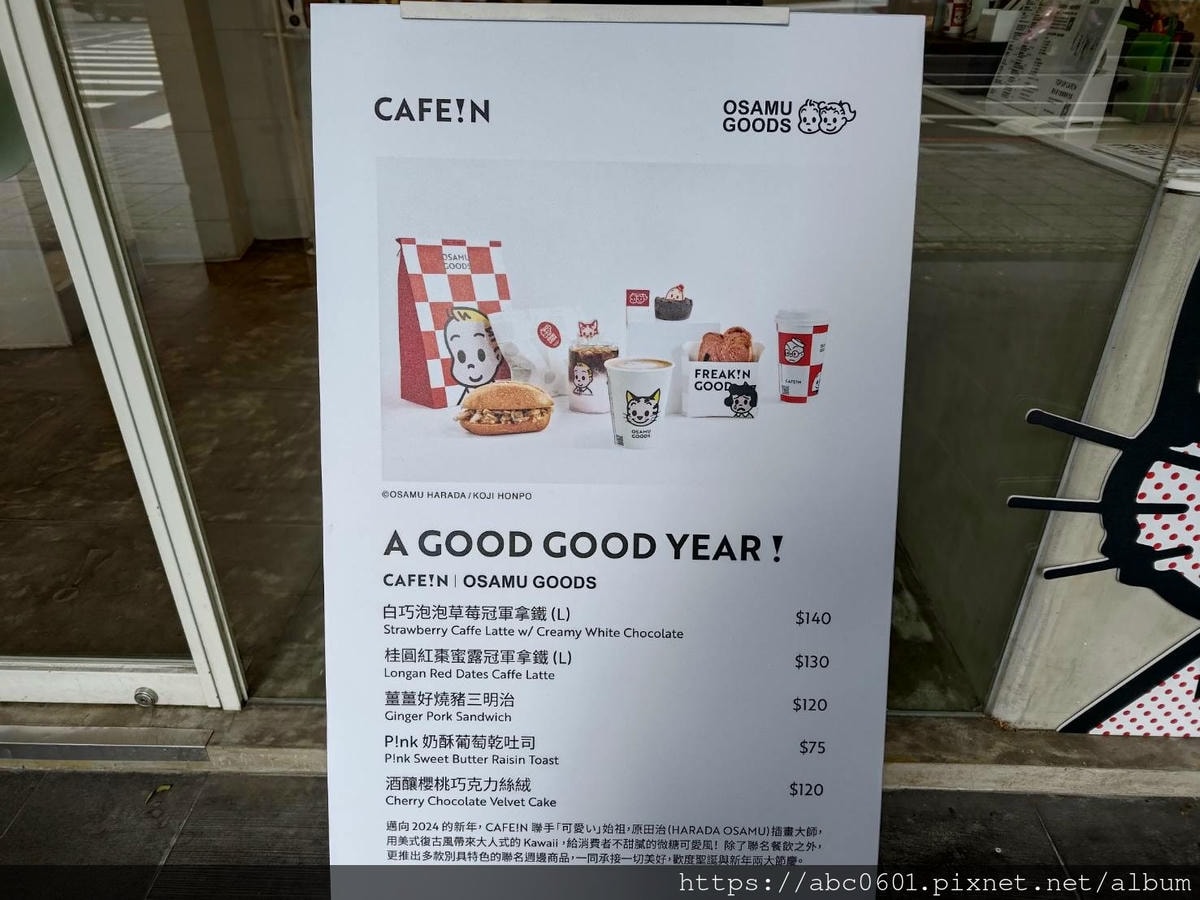 CAFE!N
OSAMU
GOODS
OSAMU
GOODS
FREAK!N
GOOD
CAFE!N
OSAMU
GOODS
©OSAMU HARADA / KOJI HONPO
A GOOD GOOD YEAR !
CAFE!N | OSAMU GOODS
白巧泡泡草莓冠軍拿鐵 (L)
Strawberry Caffe Latte w/ Creamy White Chocolate
$140
桂圓紅棗蜜露冠軍拿鐵 (L)
Longan Red Dates Caffe Latte
$130
薑薑好燒豬三明治
Ginger Pork Sandwich
$120
P!nk 奶酥葡萄乾吐司
P!nk Sweet Butter Raisin Toast
$75
酒釀櫻桃巧克力絲絨
Cherry Chocolate Velvet Cake
$120
邁向 2024 的新年，CAFE!N 聯手「可愛い」始祖，原田治(HARADA OSAMU)插畫大師，
用美式復古風帶來大人式的 Kawaii ，給消費者不甜膩的微糖可愛風！除了聯名餐飲之外，
更推出多款別具特色的聯名週邊商品，一同承接一切美好，歡度聖誕與新年兩大節慶。
https://abc0601.pixnet.net/album